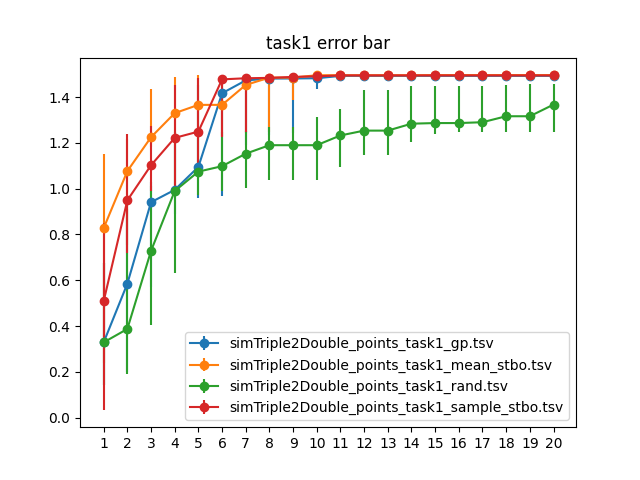 task1 error bar
1.4
1.2
1.0
0.8
0.6
0.4
0.2
0.0
simTriple2Double_points_task1_gp.tsv
simTriple2Double_points_task1_mean_stbo.tsv
simTriple2Double_points_task1_rand.tsv
simTriple2Double_points_task1_sample_stbo.tsv
1 2 3 4 5 6 7 8 9 10 11 12 13 14 15 16 17 18 19 20